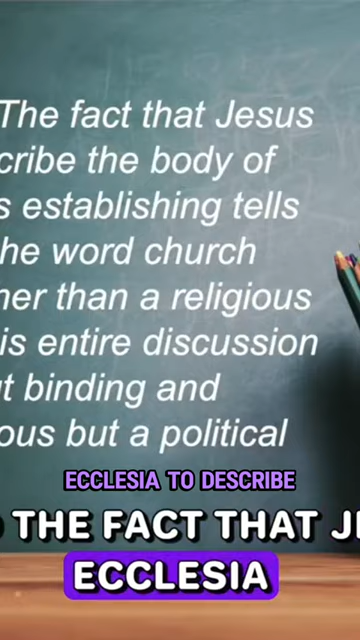 The fact that Jesus
cribe the body of
s establishing tells
he word church
her than a religious
is entire discussion
t binding and
ous but a political
ECCLESIA TO DESCRIBE
THE FACT THAT JE
ECCLESIA